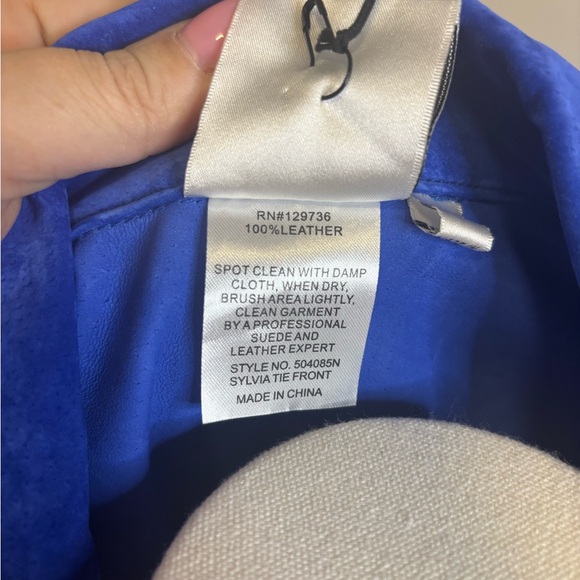 RN#129736
100%LEATHER
SPOT CLEAN WITH DAMP
CLOTH, WHEN DRY,
BRUSH AREA LIGHTLY,
CLEAN GARMENT
BY A PROFESSIONAL
SUEDE AND
LEATHER EXPERT
STYLE NO. 504085N
SYLVIA TIE FRONT
MADE IN CHINA